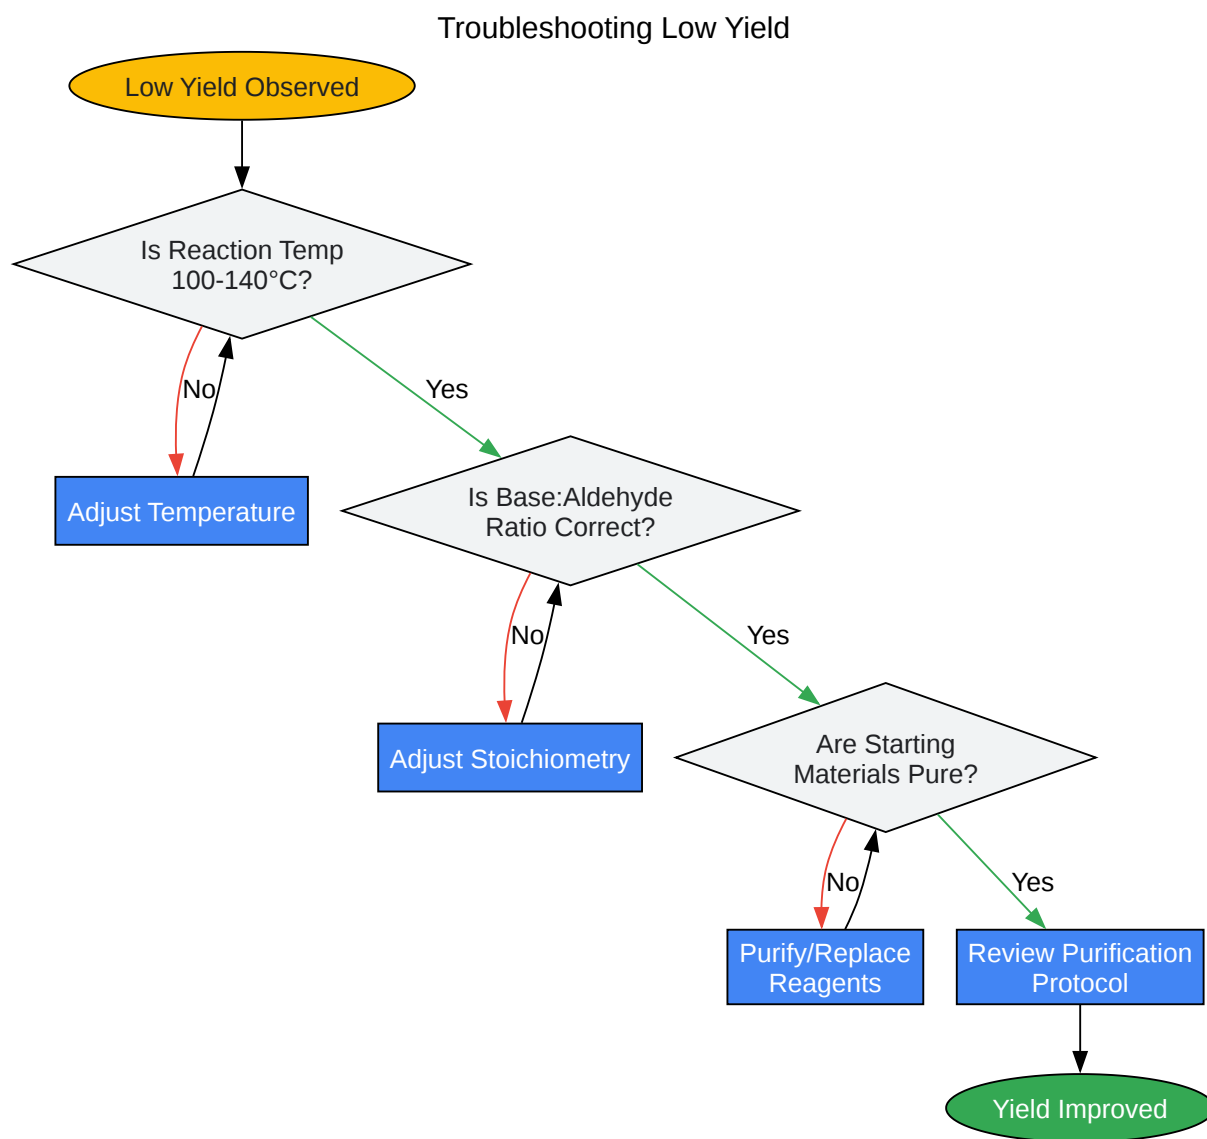 Troubleshooting Low Yield
Low Yield Observed
Is Reaction Temp
100-140°C?
No
Yes
Adjust Temperature
Is Base:Aldehyde
Ratio Correct?
No
Yes
Adjust Stoichiometry
Are Starting
Materials Pure?
No
Yes
Purify/Replace
Reagents
Review Purification
Protocol
Yield Improved